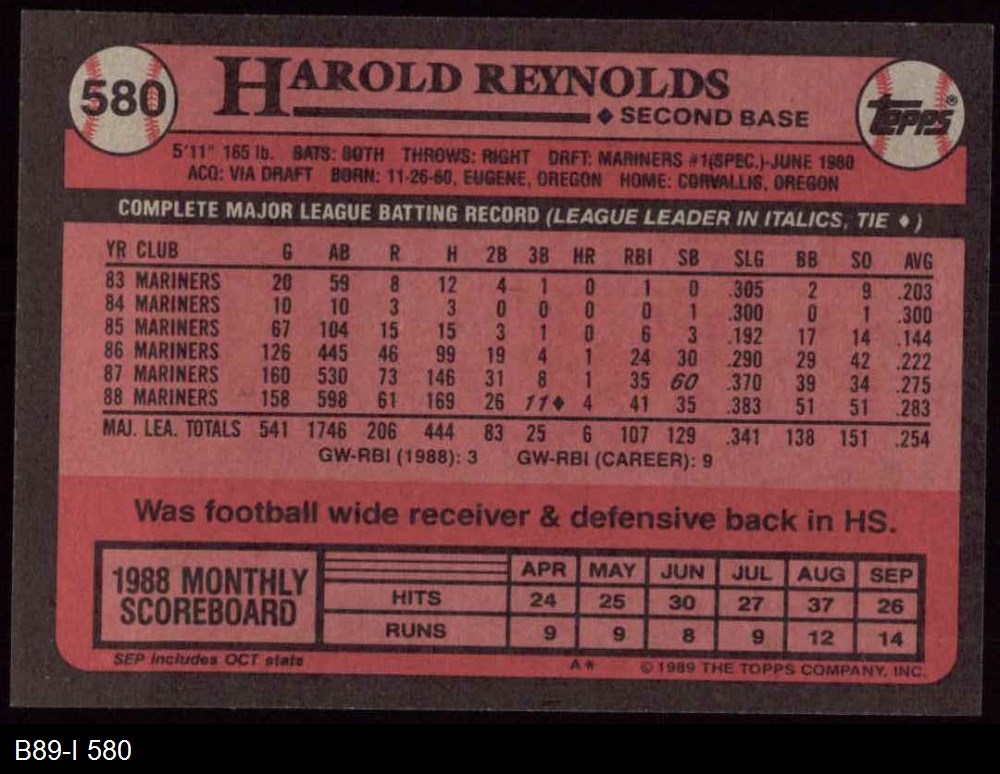 580
HAROLD REYNOLDS
◆ SECOND BASE
TOPPS®
5'11" 165 lb. BATS: BOTH THROWS: RIGHT DRFT: MARINERS #1(SPEC.)-JUNE 1980
ACQ: VIA DRAFT BORN: 11-26-60, EUGENE, OREGON HOME: CORVALLIS, OREGON
COMPLETE MAJOR LEAGUE BATTING RECORD (LEAGUE LEADER IN ITALICS, TIE ◆)
YR CLUB G AB R H 2B 3B HR RBI SB SLG BB SO AVG
83 MARINERS 20 59 8 12 4 1 0 1 0 .305 2 9 .203
84 MARINERS 10 10 3 3 0 0 0 0 1 .300 0 1 .300
85 MARINERS 67 104 15 15 3 1 0 6 3 .192 17 14 .144
86 MARINERS 126 445 46 99 19 4 1 24 30 .290 29 42 .222
87 MARINERS 160 530 73 146 31 8 1 35 60 .370 39 34 .275
88 MARINERS 158 598 61 169 26 11◆ 4 41 35 .383 51 51 .283
MAJ. LEA. TOTALS 541 1746 206 444 83 25 6 107 129 .341 138 151 .254
GW-RBI (1988): 3 GW-RBI (CAREER): 9
Was football wide receiver & defensive back in HS.
1988 MONTHLY
SCOREBOARD
APR MAY JUN JUL AUG SEP
HITS 24 25 30 27 37 26
RUNS 9 9 8 9 12 14
SEP includes OCT stats
A* © 1989 THE TOPPS COMPANY, INC.
B89-I 580